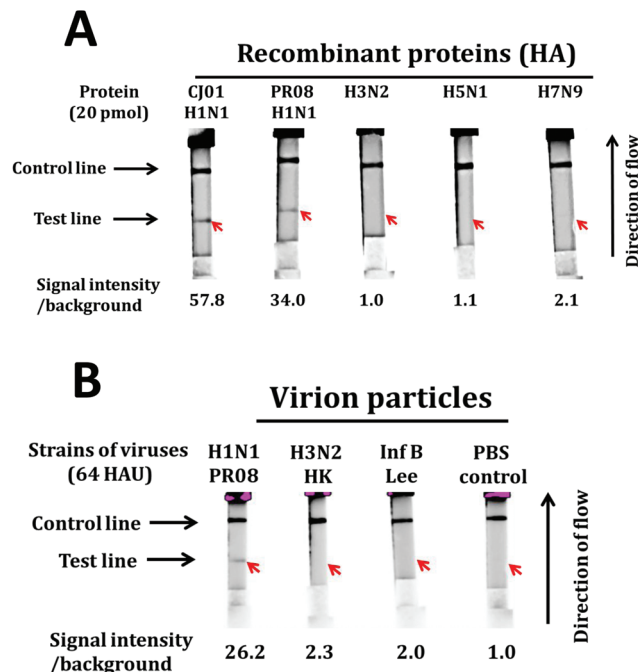 A
Recombinant proteins (HA)
Protein
(20 pmol)
CJ01
H1N1
PR08
H1N1
H3N2
H5N1
H7N9
Control line
Test line
Direction of flow
Signal intensity
/background
57.8
34.0
1.0
1.1
2.1
B
Virion particles
Strains of viruses
(64 HAU)
H1N1
PR08
H3N2
HK
Inf B
Lee
PBS
control
Control line
Test line
Direction of flow
Signal intensity
/background
26.2
2.3
2.0
1.0